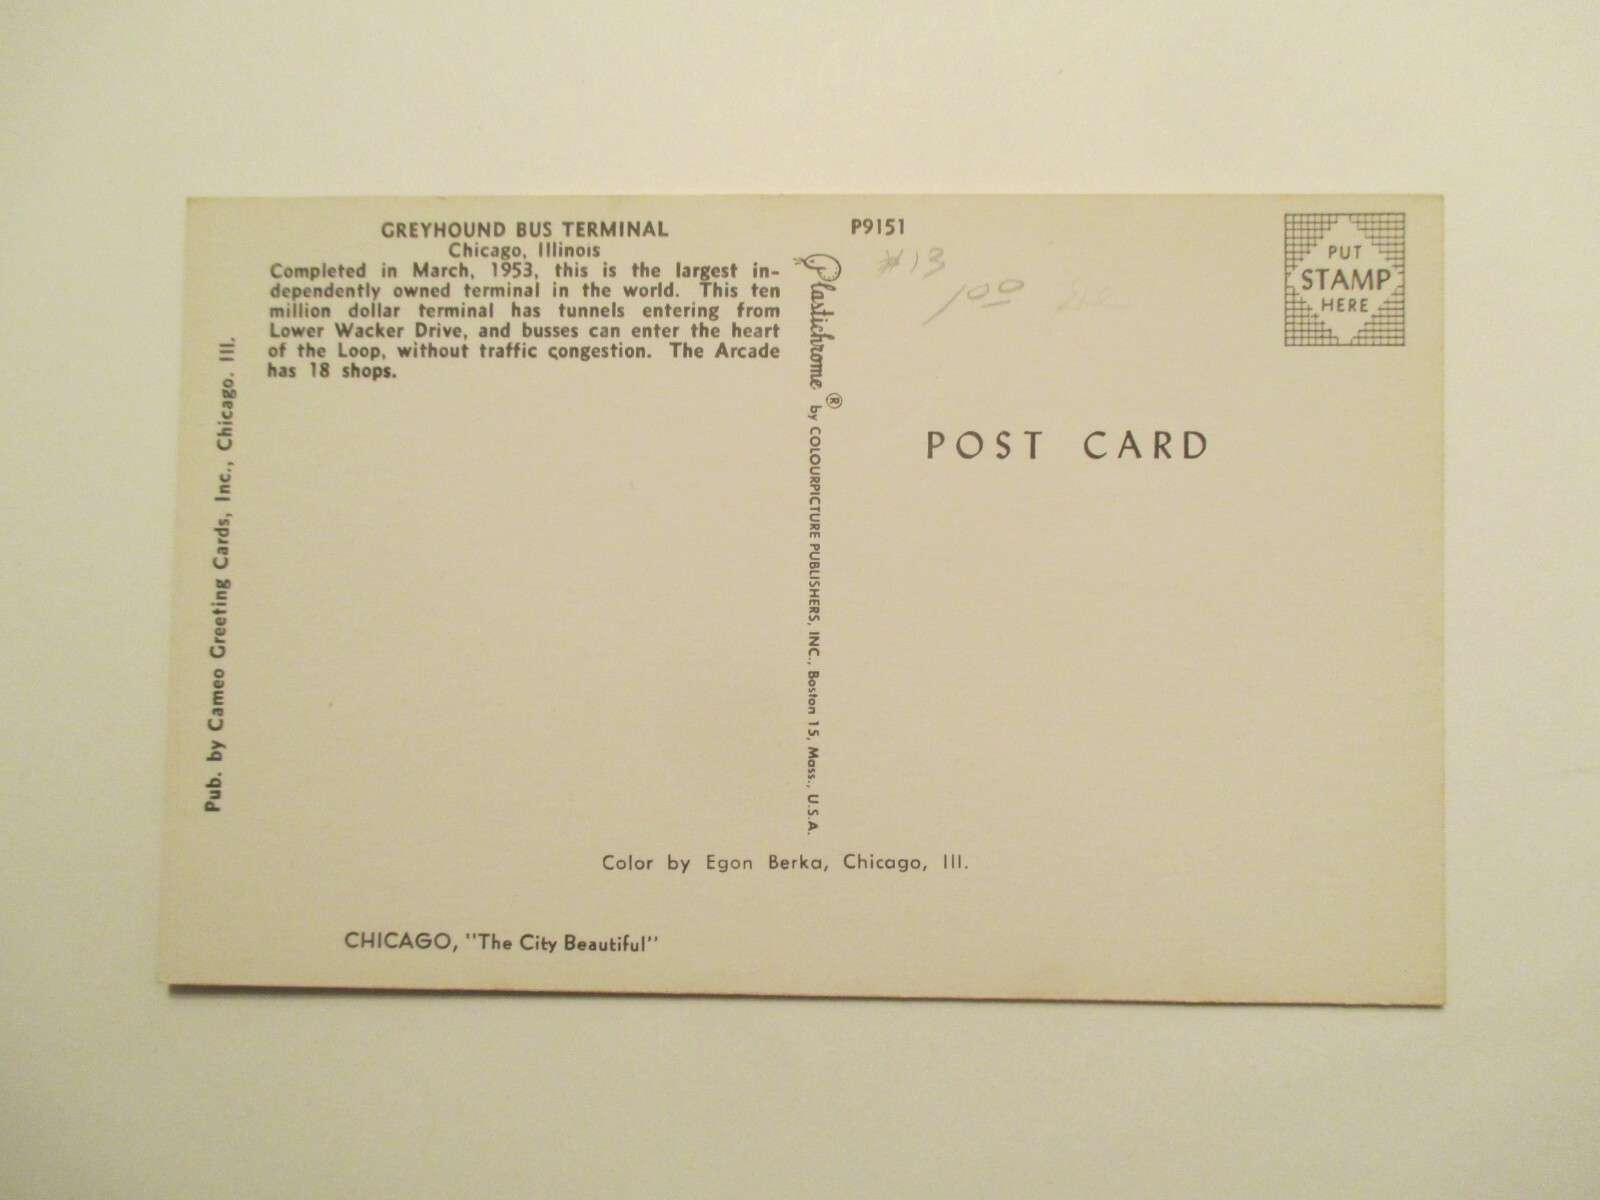 GREYHOUND BUS TERMINAL
Chicago, Illinois
Completed in March, 1953, this is the largest in-
dependently owned terminal in the world. This ten
million dollar terminal has tunnels entering from
Lower Wacker Drive, and busses can enter the heart
of the Loop, without traffic congestion. The Arcade
has 18 shops.
Pub. by Cameo Greeting Cards, Inc., Chicago. Ill.
Plastichrome ® by COLOURPICTURE PUBLISHERS, INC., Boston 15, Mass., U.S.A.
P9151
#13
1 00
PUT
STAMP
HERE
POST CARD
Color by Egon Berka, Chicago, Ill.
CHICAGO, "The City Beautiful"